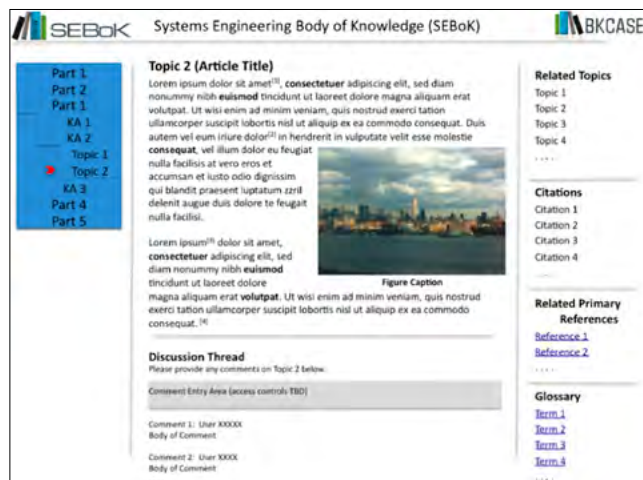 SEBoK
Systems Engineering Body of Knowledge (SEBoK)
BKCASE
Part 1
Part 2
Part 1
KA 1
KA 2
Topic 1
Topic 2
KA 3
Part 4
Part 5
Topic 2 (Article Title)
Lorem ipsum dolor sit amet[1], consectetuer adipiscing elit, sed diam
nonummy nibh euismod tincidunt ut laoreet dolore magna aliquam erat
volutpat. Ut wisi enim ad minim veniam, quis nostrud exerci tation
ullamcorper suscipit lobortis nisl ut aliquip ex ea commodo consequat. Duis
autem vel eum iriure dolor[2] in hendrerit in vulputate velit esse molestie
consequat, vel illum dolor eu feugiat
nulla facilisis at vero eros et
accumsan et iusto odio dignissim
qui blandit praesent luptatum zzril
delenit augue duis dolore te feugait
nulla facilisi.
Lorem ipsum[3] dolor sit amet,
consectetuer adipiscing elit, sed
diam nonummy nibh euismod
tincidunt ut laoreet dolore
magna aliquam erat volutpat. Ut wisi enim ad minim veniam, quis nostrud
exerci tation ullamcorper suscipit lobortis nisl ut aliquip ex ea commodo
consequat. [4]
Figure Caption
Discussion Thread
Please provide any comments on Topic 2 below.
Comment Entry Area (access controls TBD)
Comment 1: User XXXXX
Body of Comment
Comment 2: User XXXX
Body of Comment
Related Topics
Topic 1
Topic 2
Topic 3
Topic 4
....
Citations
Citation 1
Citation 2
Citation 3
Citation 4
....
Related Primary
References
Reference 1
Reference 2
....
Glossary
Term 1
Term 2
Term 3
Term 4
....